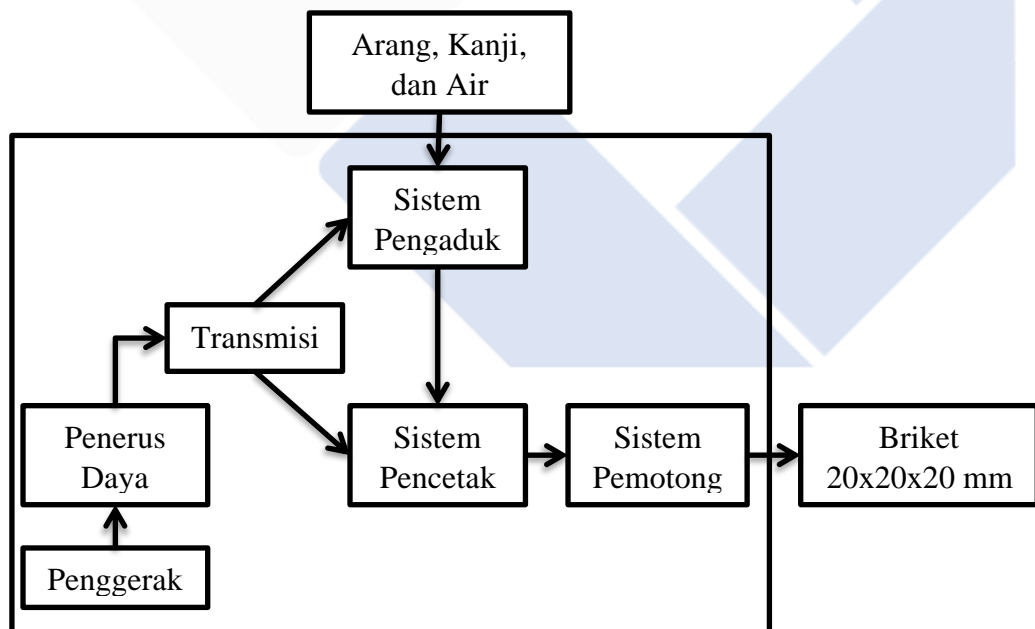 Arang, Kanji,
dan Air
Sistem
Pengaduk
Transmisi
Penerus
Daya
Sistem
Pencetak
Sistem
Pemotong
Briket
20x20x20 mm
Penggerak